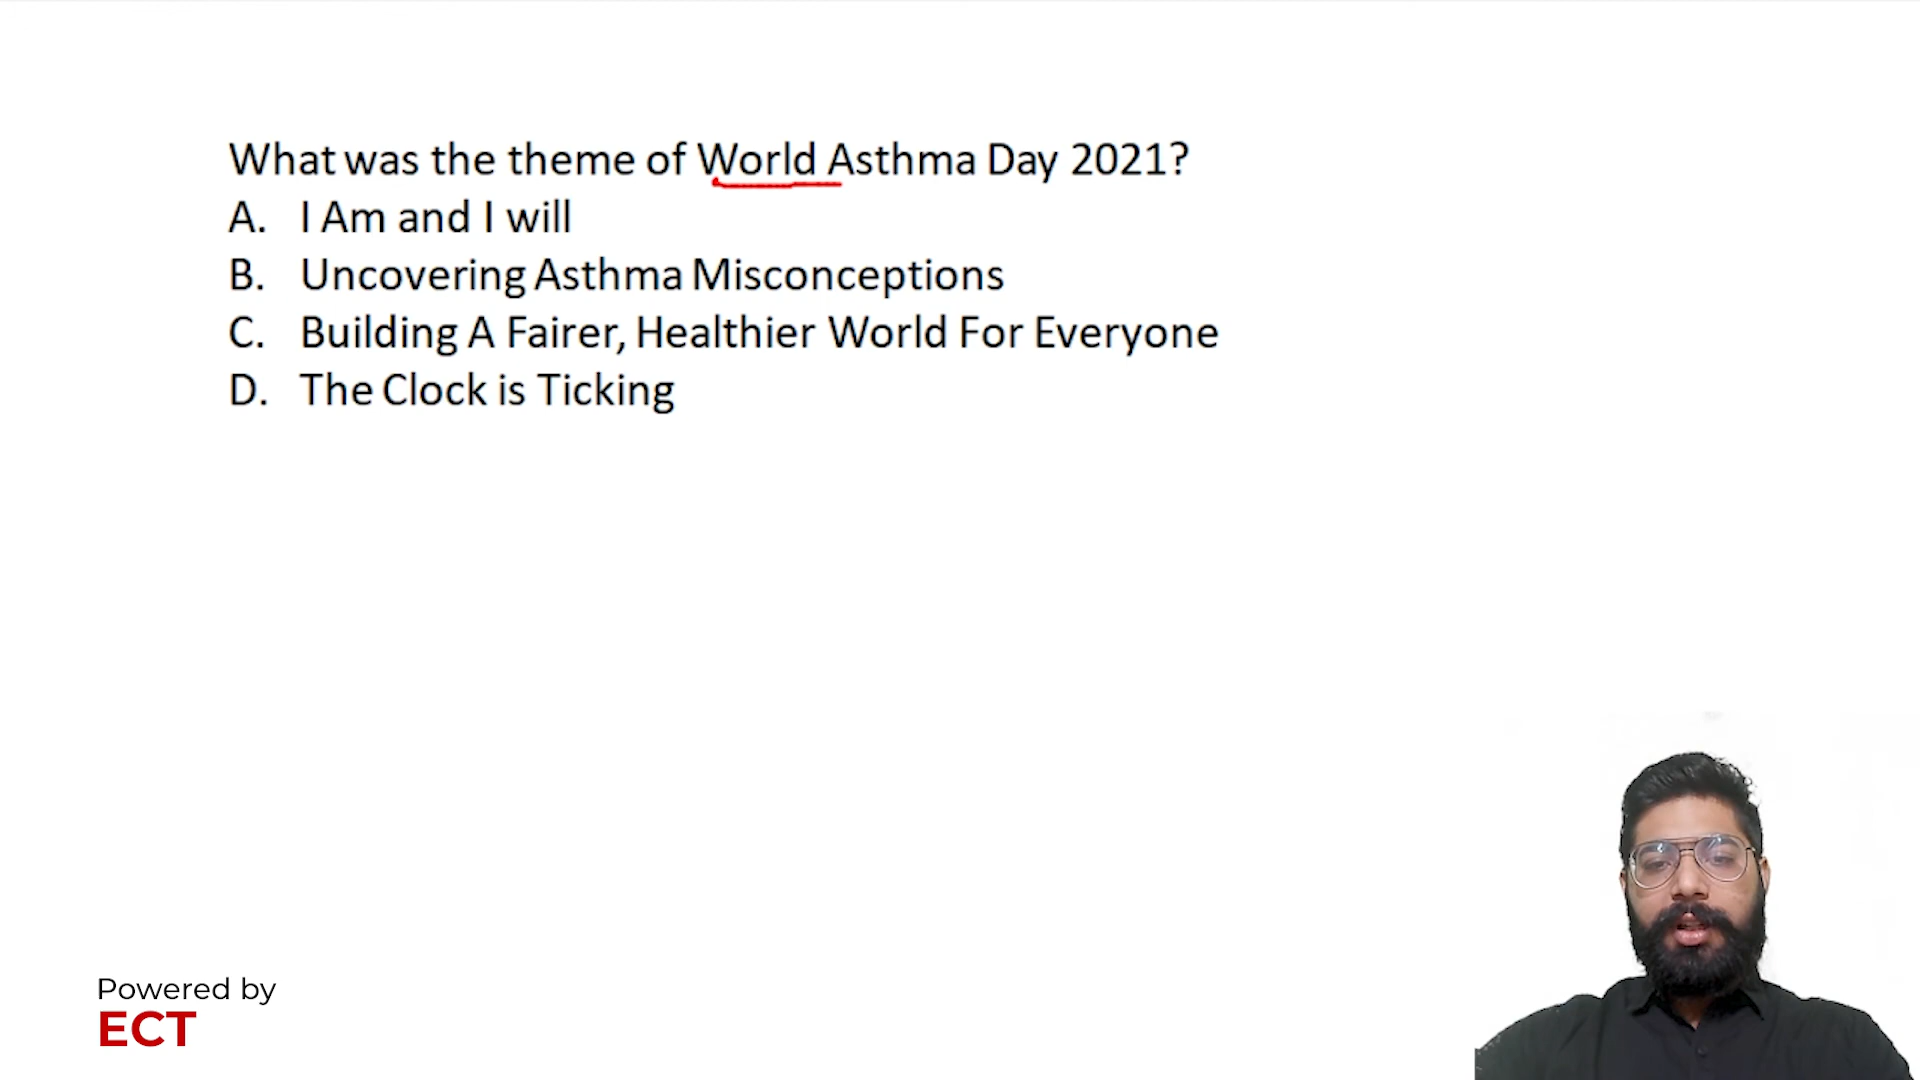 What was the theme of World Asthma Day 2021?
A. I Am and I will
B. Uncovering Asthma Misconceptions
C. Building A Fairer, Healthier World For Everyone
D. The Clock is Ticking
Powered by
ECT